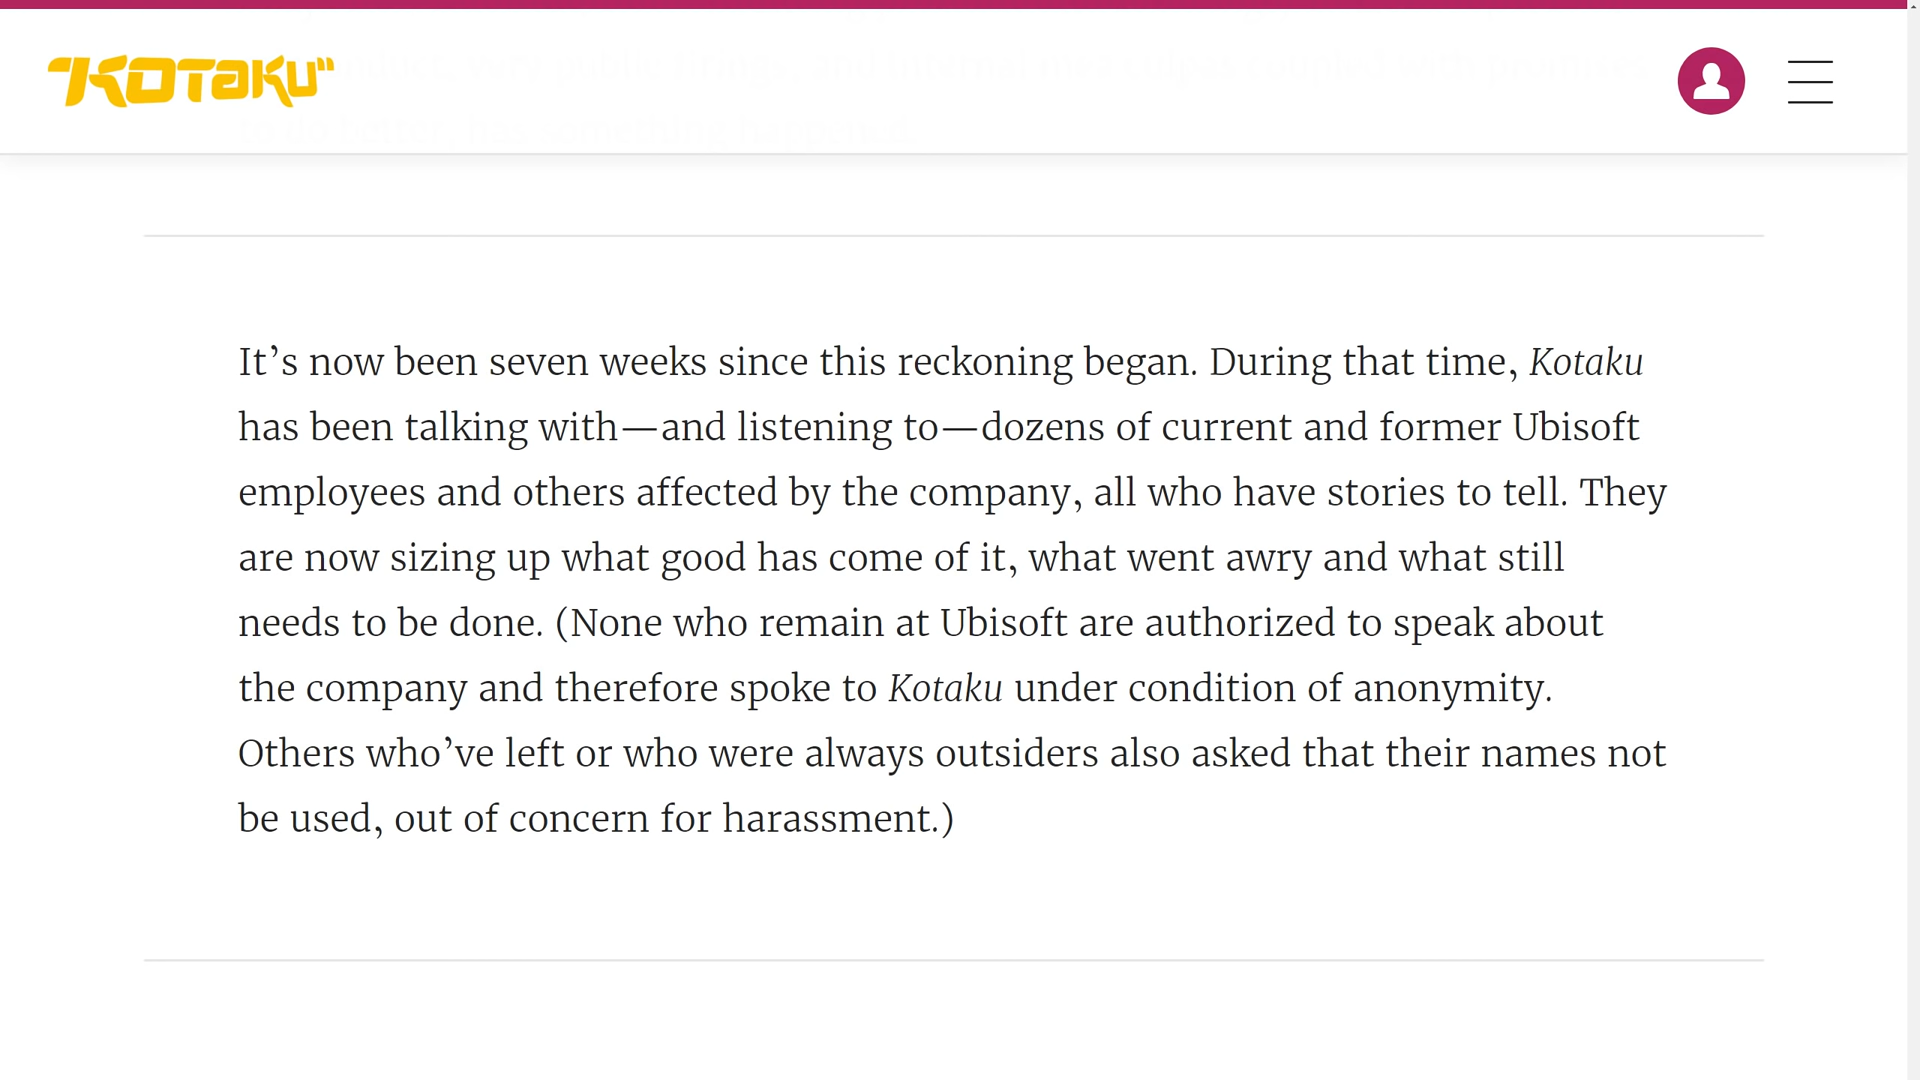 KOTaKU
It’s now been seven weeks since this reckoning began. During that time, Kotaku
has been talking with—and listening to—dozens of current and former Ubisoft
employees and others affected by the company, all who have stories to tell. They
are now sizing up what good has come of it, what went awry and what still
needs to be done. (None who remain at Ubisoft are authorized to speak about
the company and therefore spoke to Kotaku under condition of anonymity.
Others who’ve left or who were always outsiders also asked that their names not
be used, out of concern for harassment.)